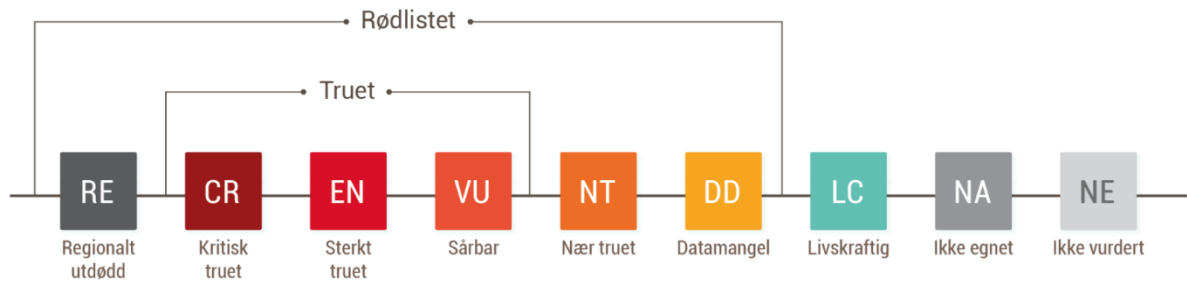 Rødlistet
Truet
RE
CR
EN
VU
NT
DD
LC
NA
NE
Regionalt
utdødd
Kritisk
truet
Sterkt
truet
Sårbar
Nær truet
Datamangel
Livskraftig
Ikke egnet
Ikke vurdert